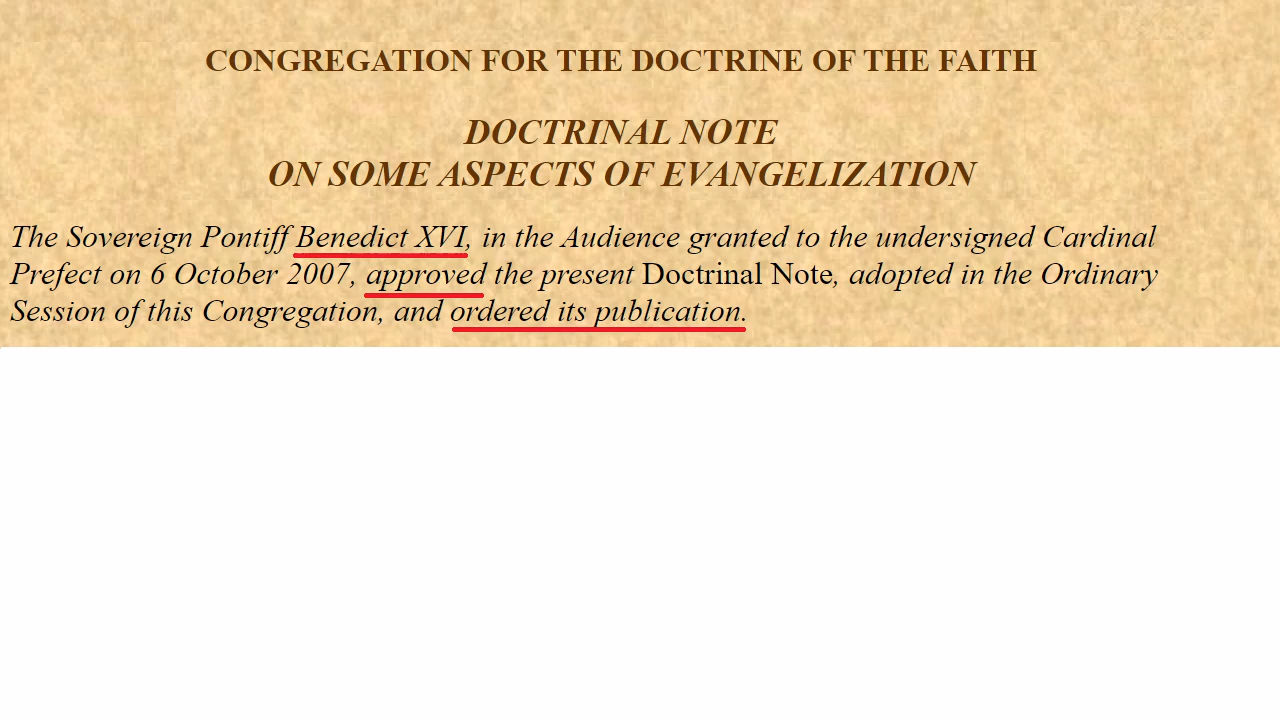 CONGREGATION FOR THE DOCTRINE OF THE FAITH
DOCTRINAL NOTE
ON SOME ASPECTS OF EVANGELIZATION
The Sovereign Pontiff Benedict XVI, in the Audience granted to the undersigned Cardinal
Prefect on 6 October 2007, approved the present Doctrinal Note, adopted in the Ordinary
Session of this Congregation, and ordered its publication.